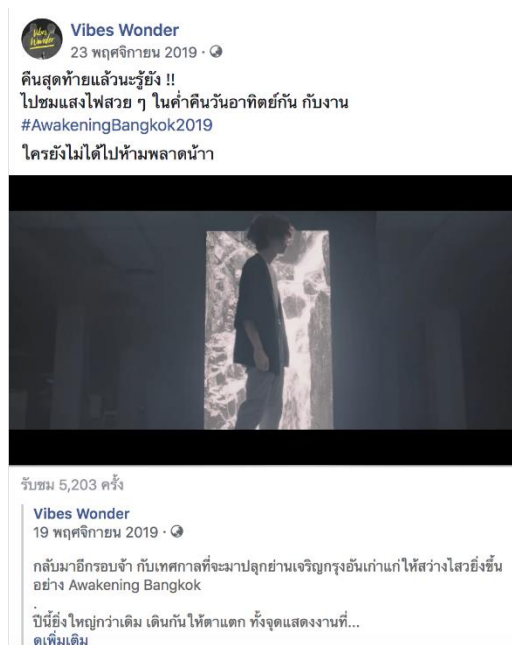 Vibes Wonder
Vibes Wonder
23 พฤศจิกายน 2019 ·
คืนสุดท้ายแล้วนะรู้ยัง !!
ไปชมแสงไฟสวย ๆ ในค่ำคืนวันอาทิตย์กัน กับงาน
#AwakeningBangkok2019
ใครยังไม่ได้ไปห้ามพลาดน้าา
รับชม 5,203 ครั้ง
Vibes Wonder
19 พฤศจิกายน 2019 ·
กลับมาอีกรอบจ้า กับเทศกาลที่จะมาปลุกย่านเจริญกรุงอันเก่าแก่ให้สว่างไสวยิ่งขึ้น
อย่าง Awakening Bangkok
.
ปีนี้ยิ่งใหญ่กว่าเดิม เดินกันให้ตาแตก ทั้งจุดแสดงงานที่...
ดูเพิ่มเติม